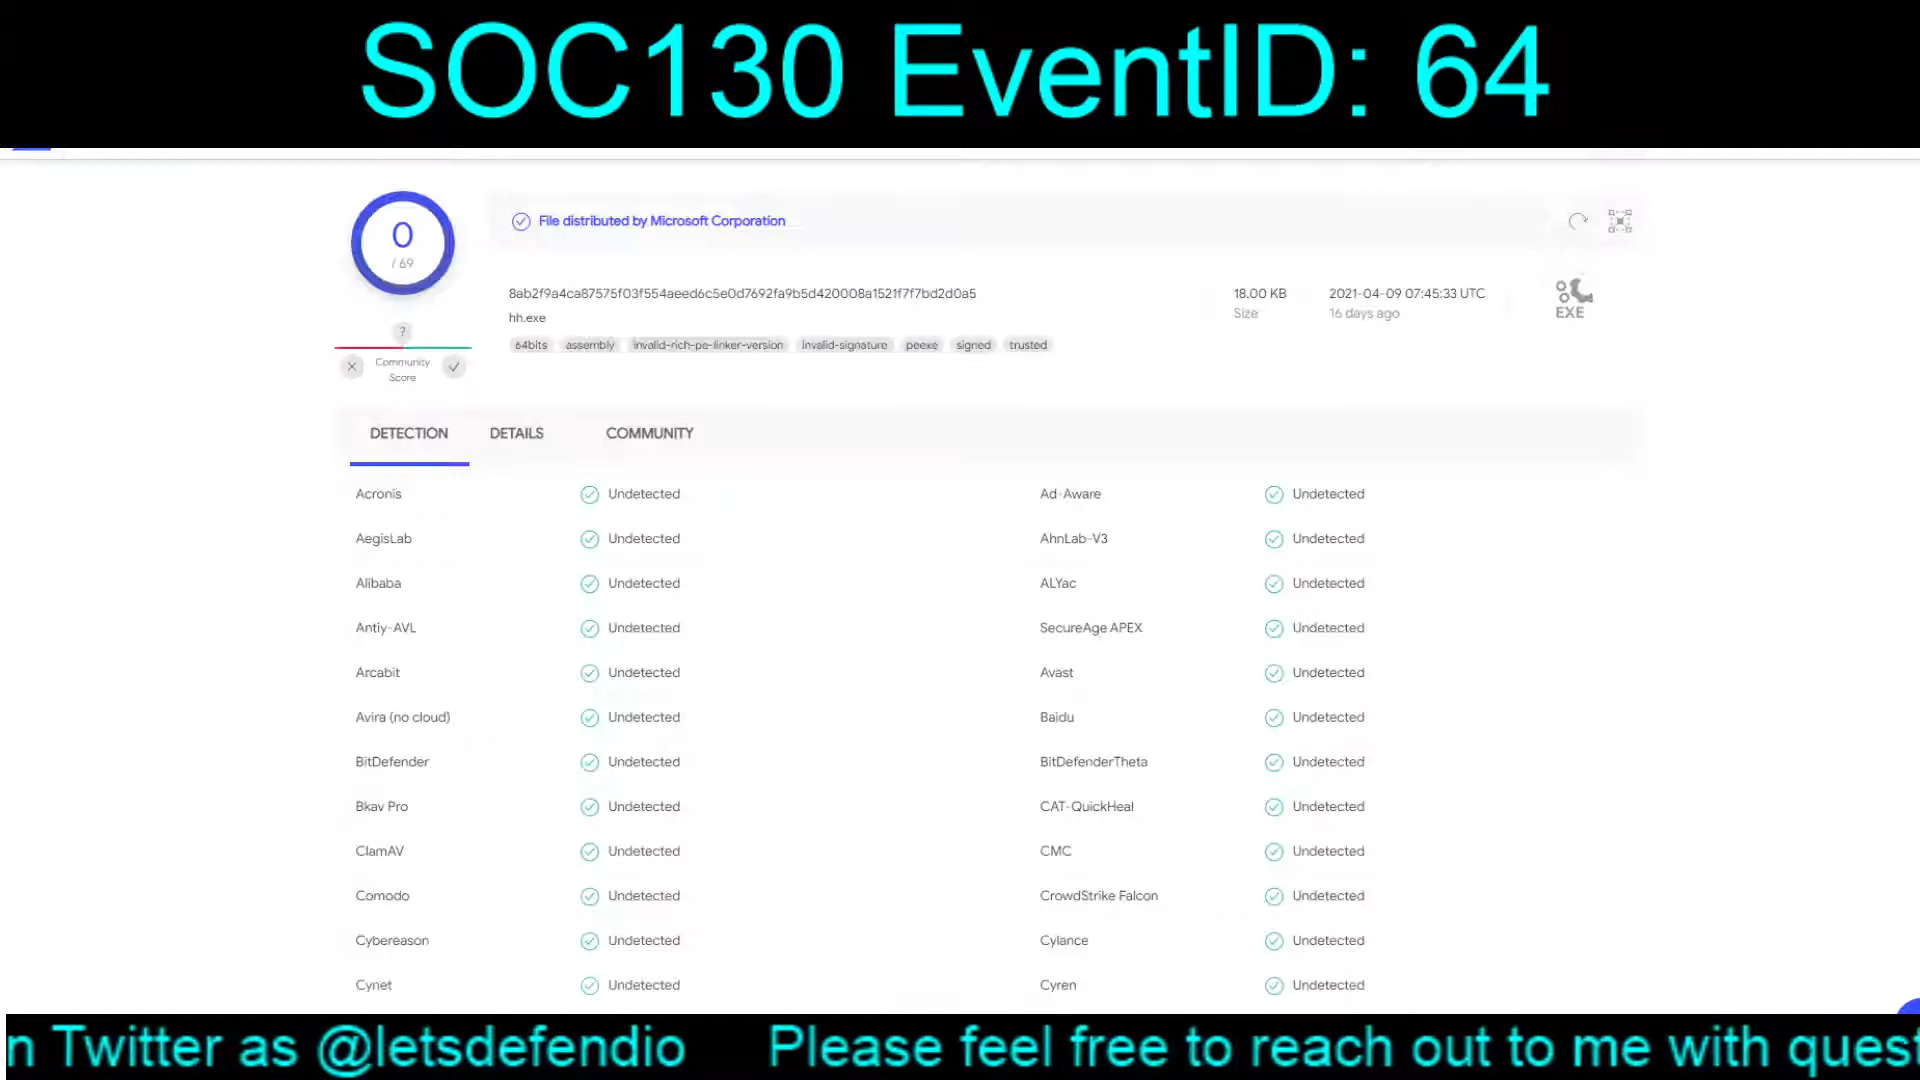 SOC130 EventID: 64
0
/ 69
File distributed by Microsoft Corporation
8ab2f9a4ca87575f03f554aeed6c5e0d7692fa9b5d420008a1521f7f7bd2d0a5
hh.exe
18.00 KB
Size
2021-04-09 07:45:33 UTC
16 days ago
EXE
64bits assembly invalid-rich-pe-linker-version invalid-signature peexe signed trusted
?
Community
Score
DETECTION DETAILS COMMUNITY
Acronis Undetected Ad-Aware Undetected
AegisLab Undetected AhnLab-V3 Undetected
Alibaba Undetected ALYac Undetected
Antiy-AVL Undetected SecureAge APEX Undetected
Arcabit Undetected Avast Undetected
Avira (no cloud) Undetected Baidu Undetected
BitDefender Undetected BitDefenderTheta Undetected
Bkav Pro Undetected CAT-QuickHeal Undetected
ClamAV Undetected CMC Undetected
Comodo Undetected CrowdStrike Falcon Undetected
Cybereason Undetected Cylance Undetected
Cynet Undetected Cyren Undetected
n Twitter as @letsdefendio Please feel free to reach out to me with quest